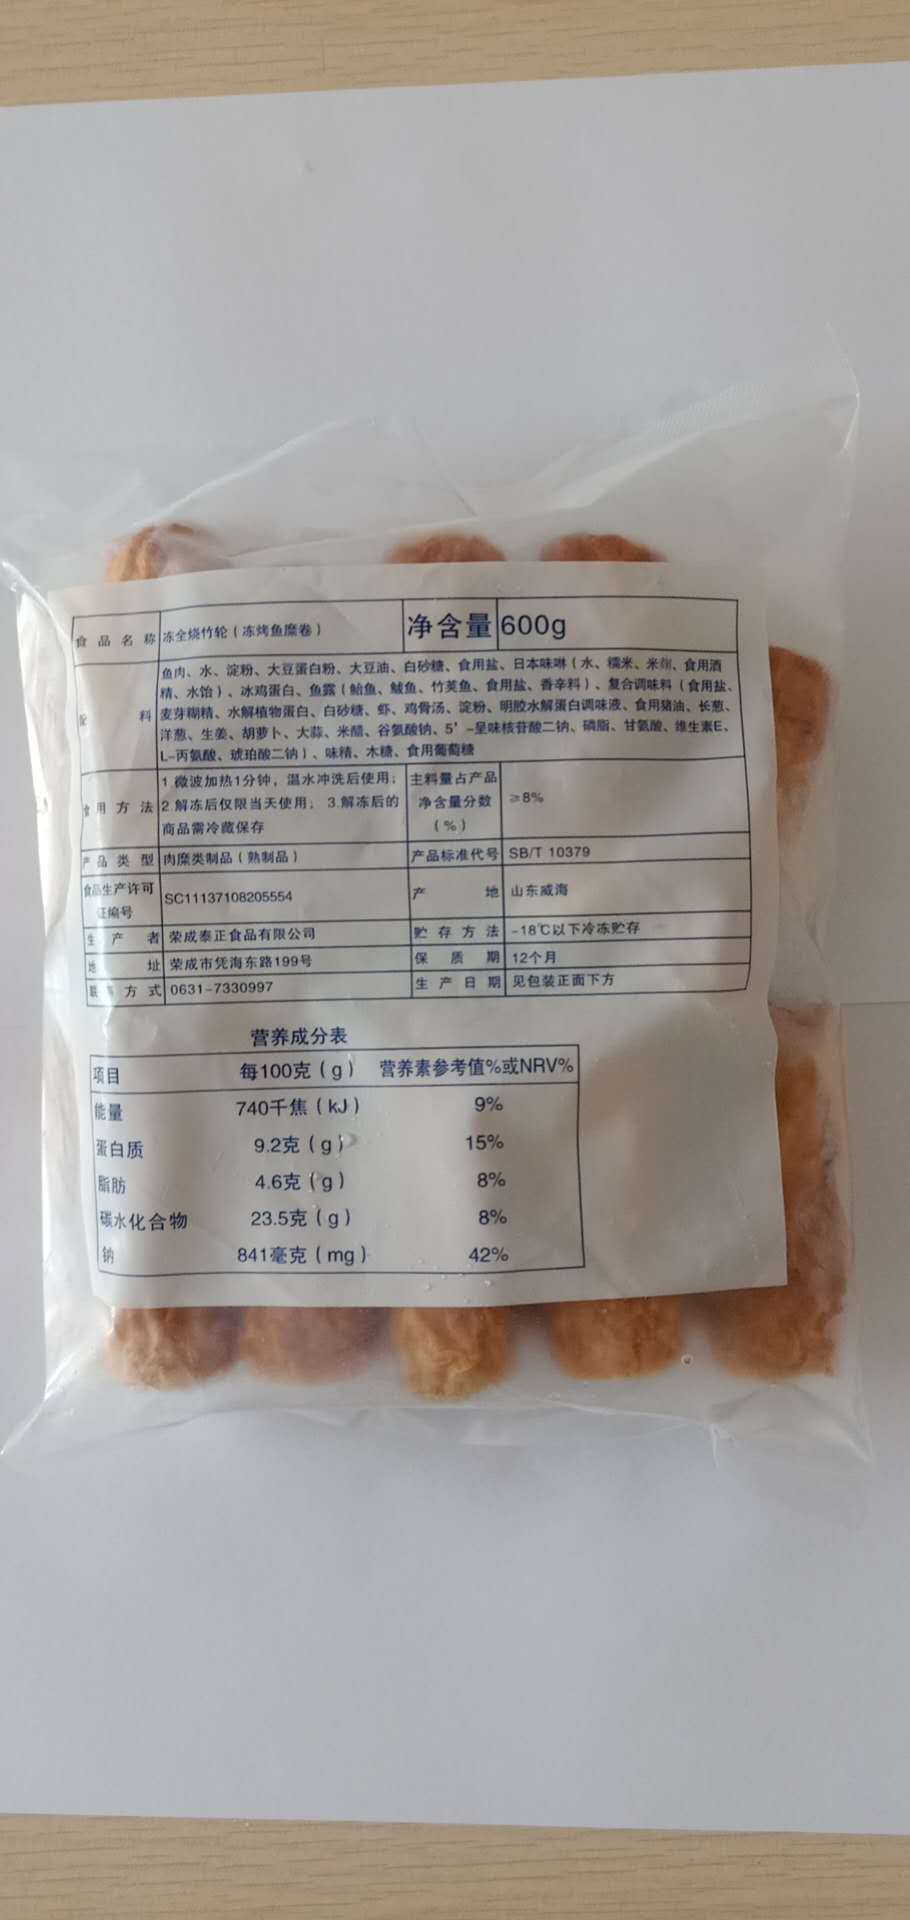 食品名称 冻全烧竹轮（冻烤鱼糜卷） 净含量 600g
配料 鱼肉、水、淀粉、大豆蛋白粉、大豆油、白砂糖、食用盐、日本味啉（水、糯米、米麹、食用酒
精、水饴）、冰鸡蛋白、鱼露（鲐鱼、鲅鱼、竹荚鱼、食用盐、香辛料）、复合调味料（食用盐、
麦芽糊精、水解植物蛋白、白砂糖、虾、鸡骨汤、淀粉、明胶水解蛋白调味液、食用猪油、长葱、
洋葱、生姜、胡萝卜、大蒜、米醋、谷氨酸钠、5’-呈味核苷酸二钠、磷脂、甘氨酸、维生素E、
L-丙氨酸、琥珀酸二钠）、味精、木糖、食用葡萄糖
食用方法 1.微波加热1分钟，温水冲洗后使用；
2.解冻后仅限当天使用； 3.解冻后的
商品需冷藏保存
主料量占产品
净含量分数
（%）
≥8%
产品类型 肉糜类制品（熟制品） 产品标准代号 SB/T 10379
食品生产许可
证编号
SC11137108205554 产地 山东威海
生产者 荣成泰正食品有限公司 贮存方法 -18℃以下冷冻贮存
地址 荣成市凭海东路199号 保质期 12个月
联系方式 0631-7330997 生产日期 见包装正面下方
营养成分表
项目 每100克（g） 营养素参考值%或NRV%
能量 740千焦（kJ） 9%
蛋白质 9.2克（g） 15%
脂肪 4.6克（g） 8%
碳水化合物 23.5克（g） 8%
钠 841毫克（mg） 42%